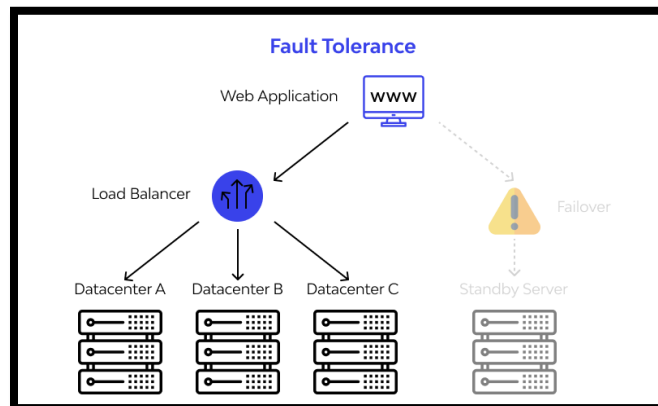 Fault Tolerance
Web Application
www
Load Balancer
Failover
Datacenter A
Datacenter B
Datacenter C
Standby Server